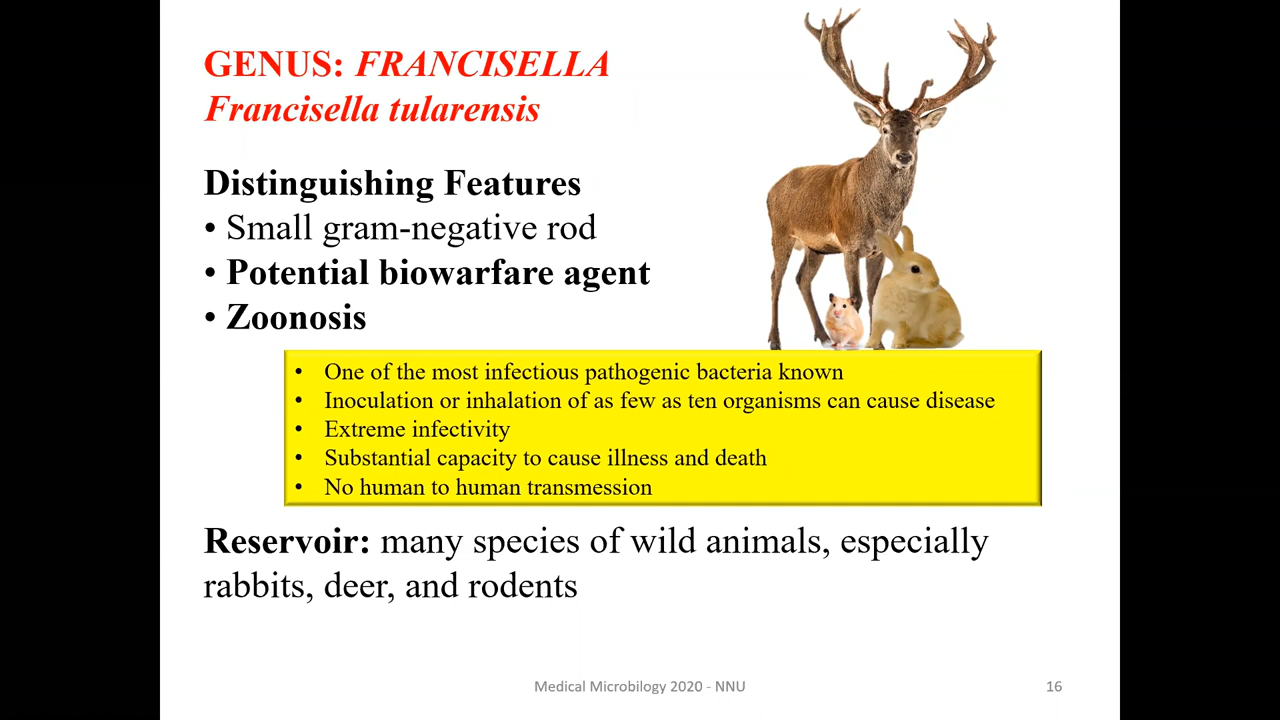 GENUS: FRANCISELLA
Francisella tularensis
Distinguishing Features
• Small gram-negative rod
• Potential biowarfare agent
• Zoonosis
• One of the most infectious pathogenic bacteria known
• Inoculation or inhalation of as few as ten organisms can cause disease
• Extreme infectivity
• Substantial capacity to cause illness and death
• No human to human transmession
Reservoir: many species of wild animals, especially
rabbits, deer, and rodents
Medical Microbilogy 2020 - NNU
16